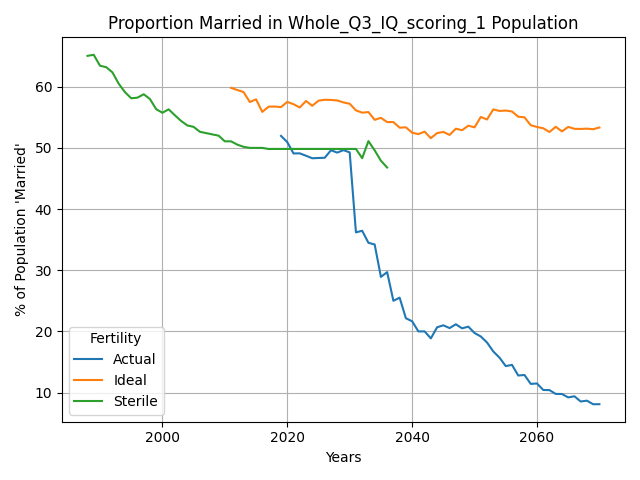 Proportion Married in Whole_Q3_IQ_scoring_1 Population
% of Population 'Married'
60
50
40
30
20
10
Fertility
Actual
Ideal
Sterile
2000 2020 2040 2060
Years